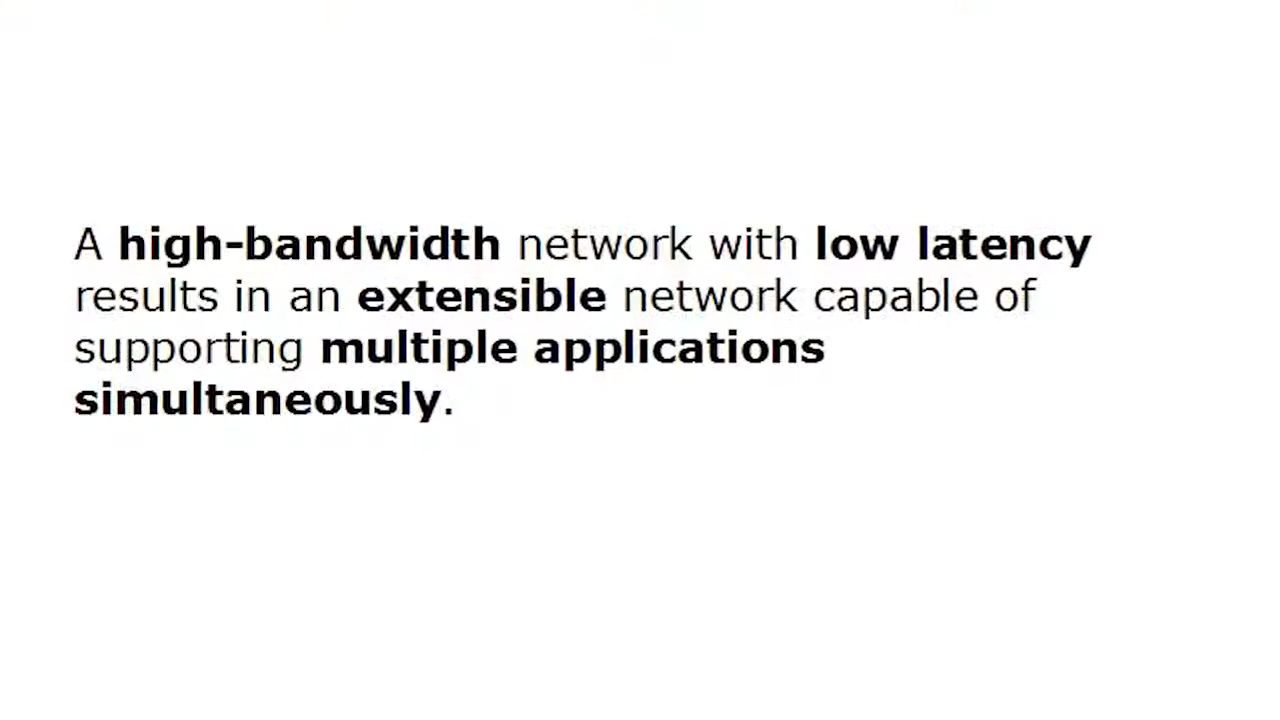 A high-bandwidth network with low latency
results in an extensible network capable of
supporting multiple applications
simultaneously.